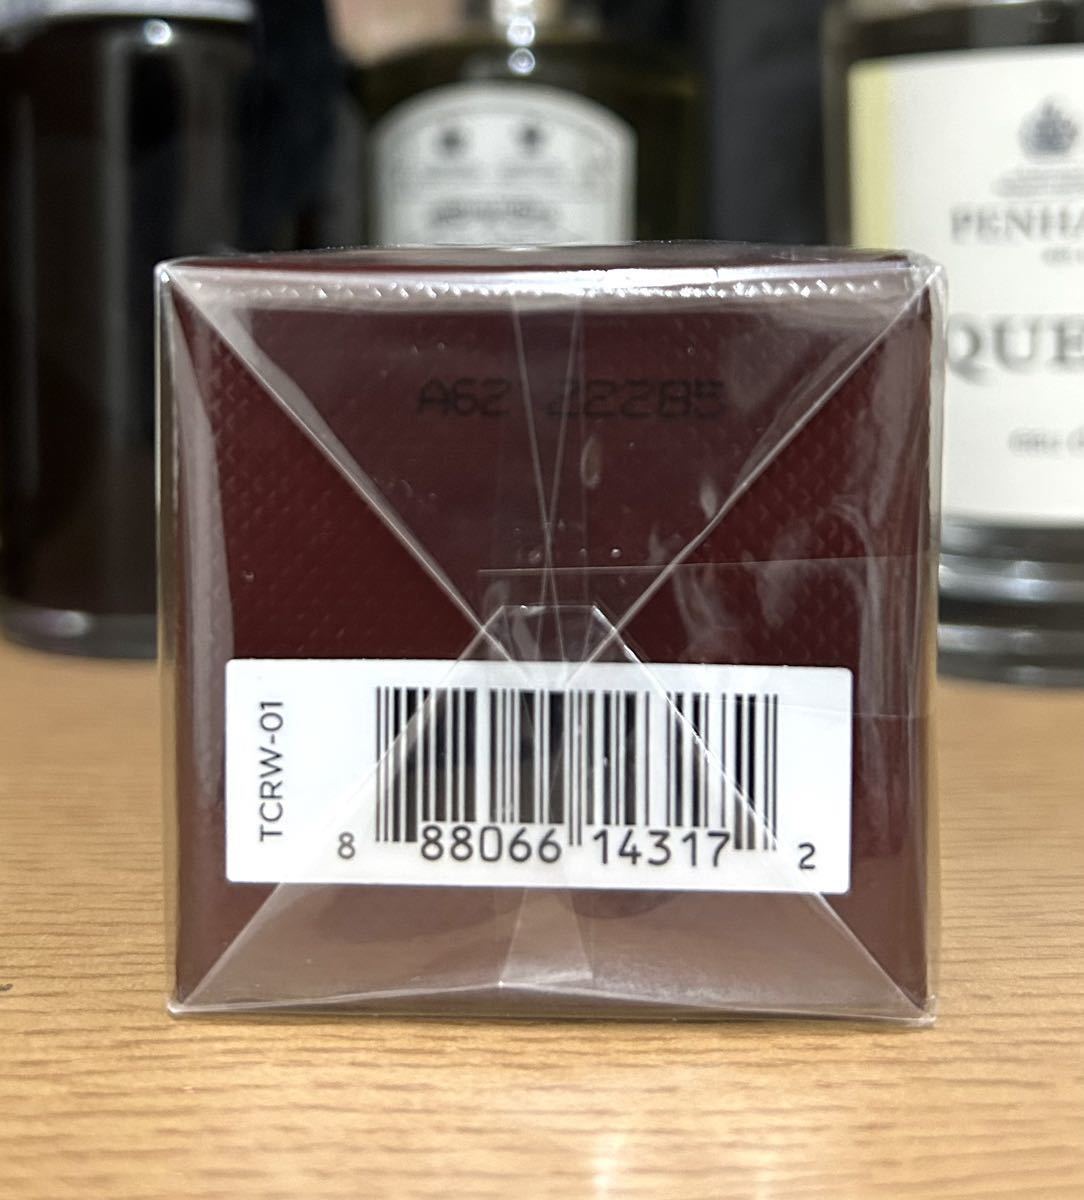 PENHA
QUE
A62 22285
TCRW-01
8 88066 14317 2